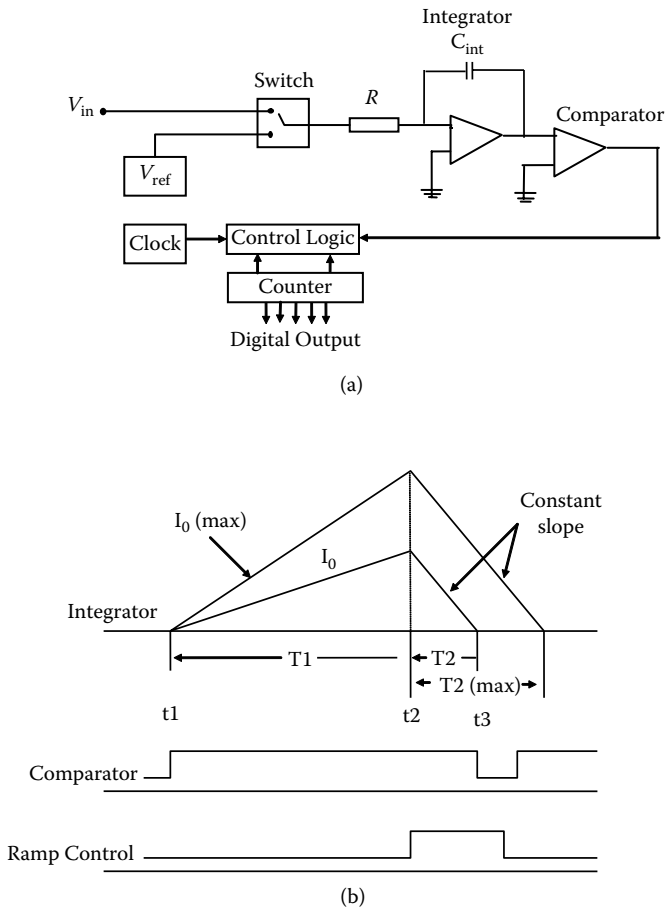 Integrator
C_int
Switch
R
V_in
Comparator
V_ref
Clock
Control Logic
Counter
Digital Output
(a)
I_0 (max)
Constant
slope
I_0
Integrator
T1
T2
T2 (max)
t1
t2
t3
Comparator
Ramp Control
(b)